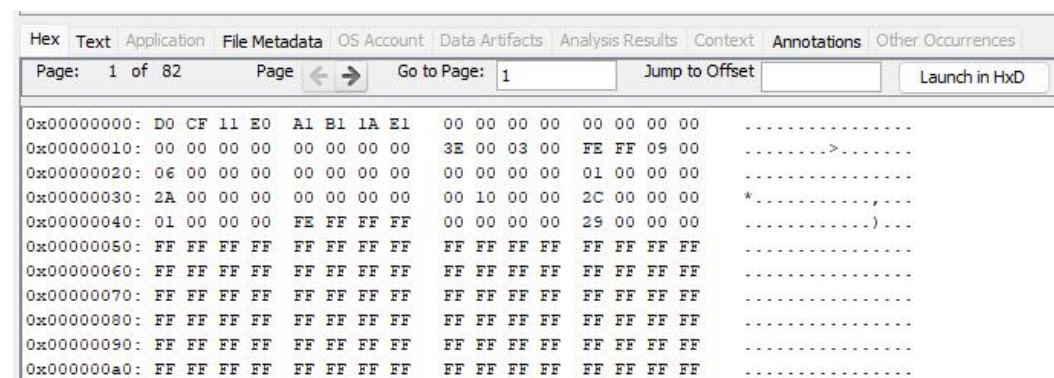 Hex Text Application File Metadata OS Account Data Artifacts Analysis Results Context Annotations Other Occurrences
Page: 1 of 82 Page Go to Page: 1 Jump to Offset Launch in HxD
0x00000000: D0 CF 11 E0 A1 B1 1A E1 00 00 00 00 00 00 00 00 ................
0x00000010: 00 00 00 00 00 00 00 00 3E 00 03 00 FE FF 09 00 ........>.......
0x00000020: 06 00 00 00 00 00 00 00 00 00 00 00 01 00 00 00 ................
0x00000030: 2A 00 00 00 00 00 00 00 00 10 00 00 2C 00 00 00 *...........,...
0x00000040: 01 00 00 00 FE FF FF FF 00 00 00 00 29 00 00 00 ............)...
0x00000050: FF FF FF FF FF FF FF FF FF FF FF FF FF FF FF FF ................
0x00000060: FF FF FF FF FF FF FF FF FF FF FF FF FF FF FF FF ................
0x00000070: FF FF FF FF FF FF FF FF FF FF FF FF FF FF FF FF ................
0x00000080: FF FF FF FF FF FF FF FF FF FF FF FF FF FF FF FF ................
0x00000090: FF FF FF FF FF FF FF FF FF FF FF FF FF FF FF FF ................
0x000000a0: FF FF FF FF FF FF FF FF FF FF FF FF FF FF FF FF ................